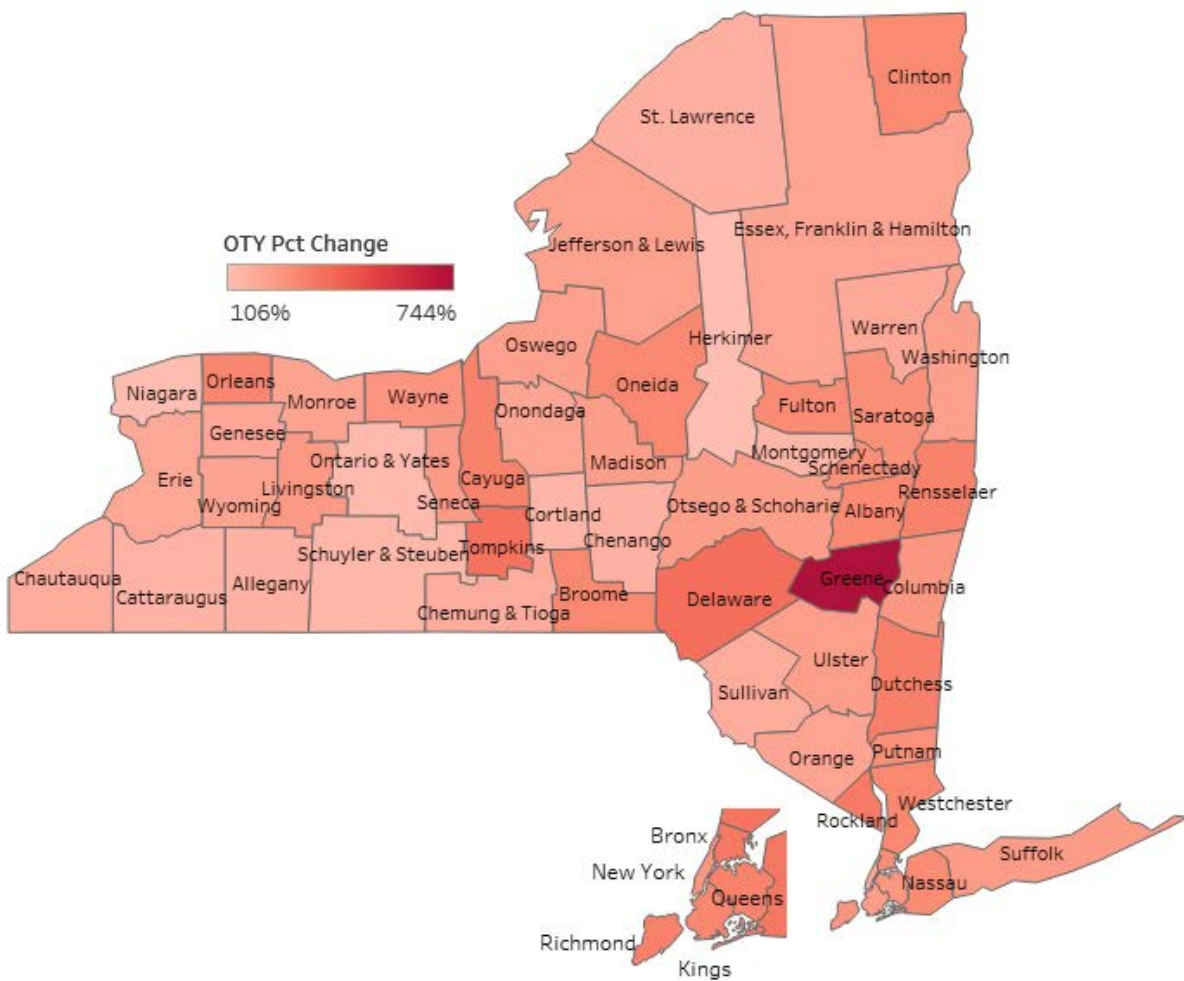 Clinton
St. Lawrence
Essex, Franklin & Hamilton
Jefferson & Lewis
OTY Pct Change
106%
744%
Herkimer
Warren
Washington
Oswego
Oneida
Niagara
Orleans
Monroe
Wayne
Fulton
Saratoga
Onondaga
Genesee
Montgomery
Schenectady
Ontario & Yates
Madison
Erie
Wyoming
Livingston
Seneca
Cayuga
Cortland
Otsego & Schoharie
Albany
Rensselaer
Chenango
Schuyler & Steuben
Tompkins
Chautauqua
Cattaraugus
Allegany
Chemung & Tioga
Broome
Delaware
Greene
Columbia
Ulster
Dutchess
Sullivan
Orange
Putnam
Westchester
Rockland
Bronx
New York
Queens
Richmond
Kings
Suffolk
Nassau